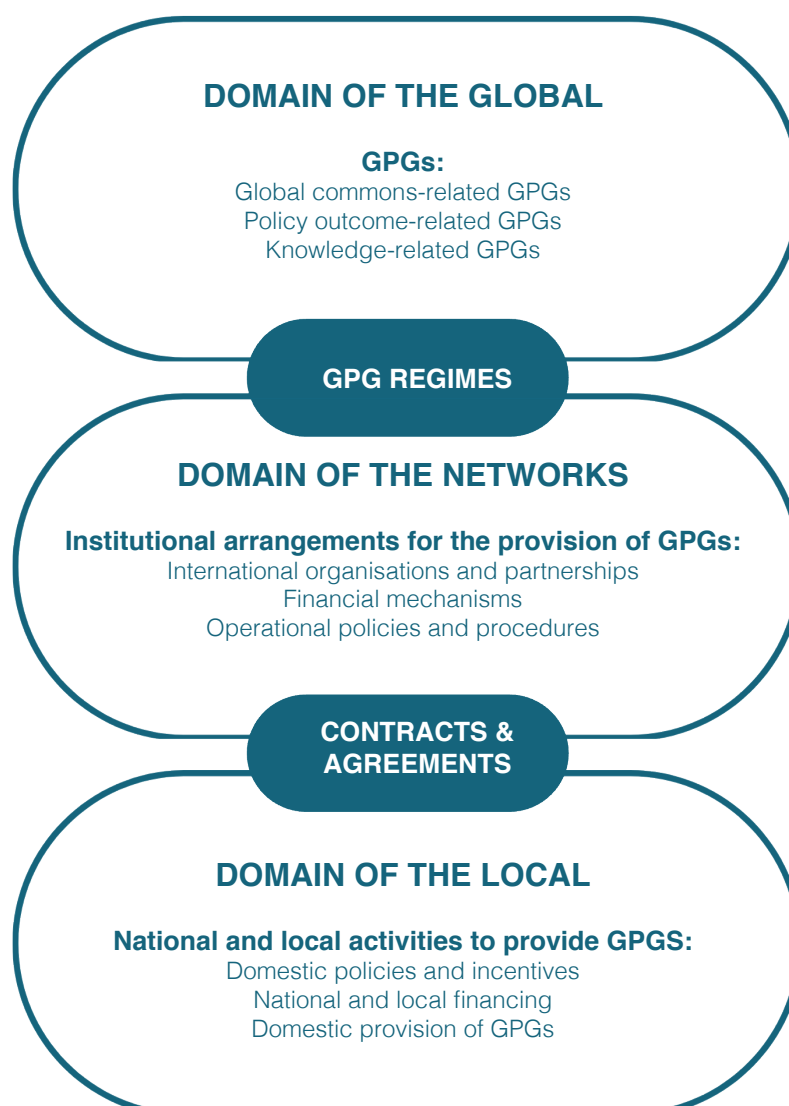 DOMAIN OF THE GLOBAL
GPGs:
Global commons-related GPGs
Policy outcome-related GPGs
Knowledge-related GPGs
GPG REGIMES
DOMAIN OF THE NETWORKS
Institutional arrangements for the provision of GPGs:
International organisations and partnerships
Financial mechanisms
Operational policies and procedures
CONTRACTS &
AGREEMENTS
DOMAIN OF THE LOCAL
National and local activities to provide GPGS:
Domestic policies and incentives
National and local financing
Domestic provision of GPGs